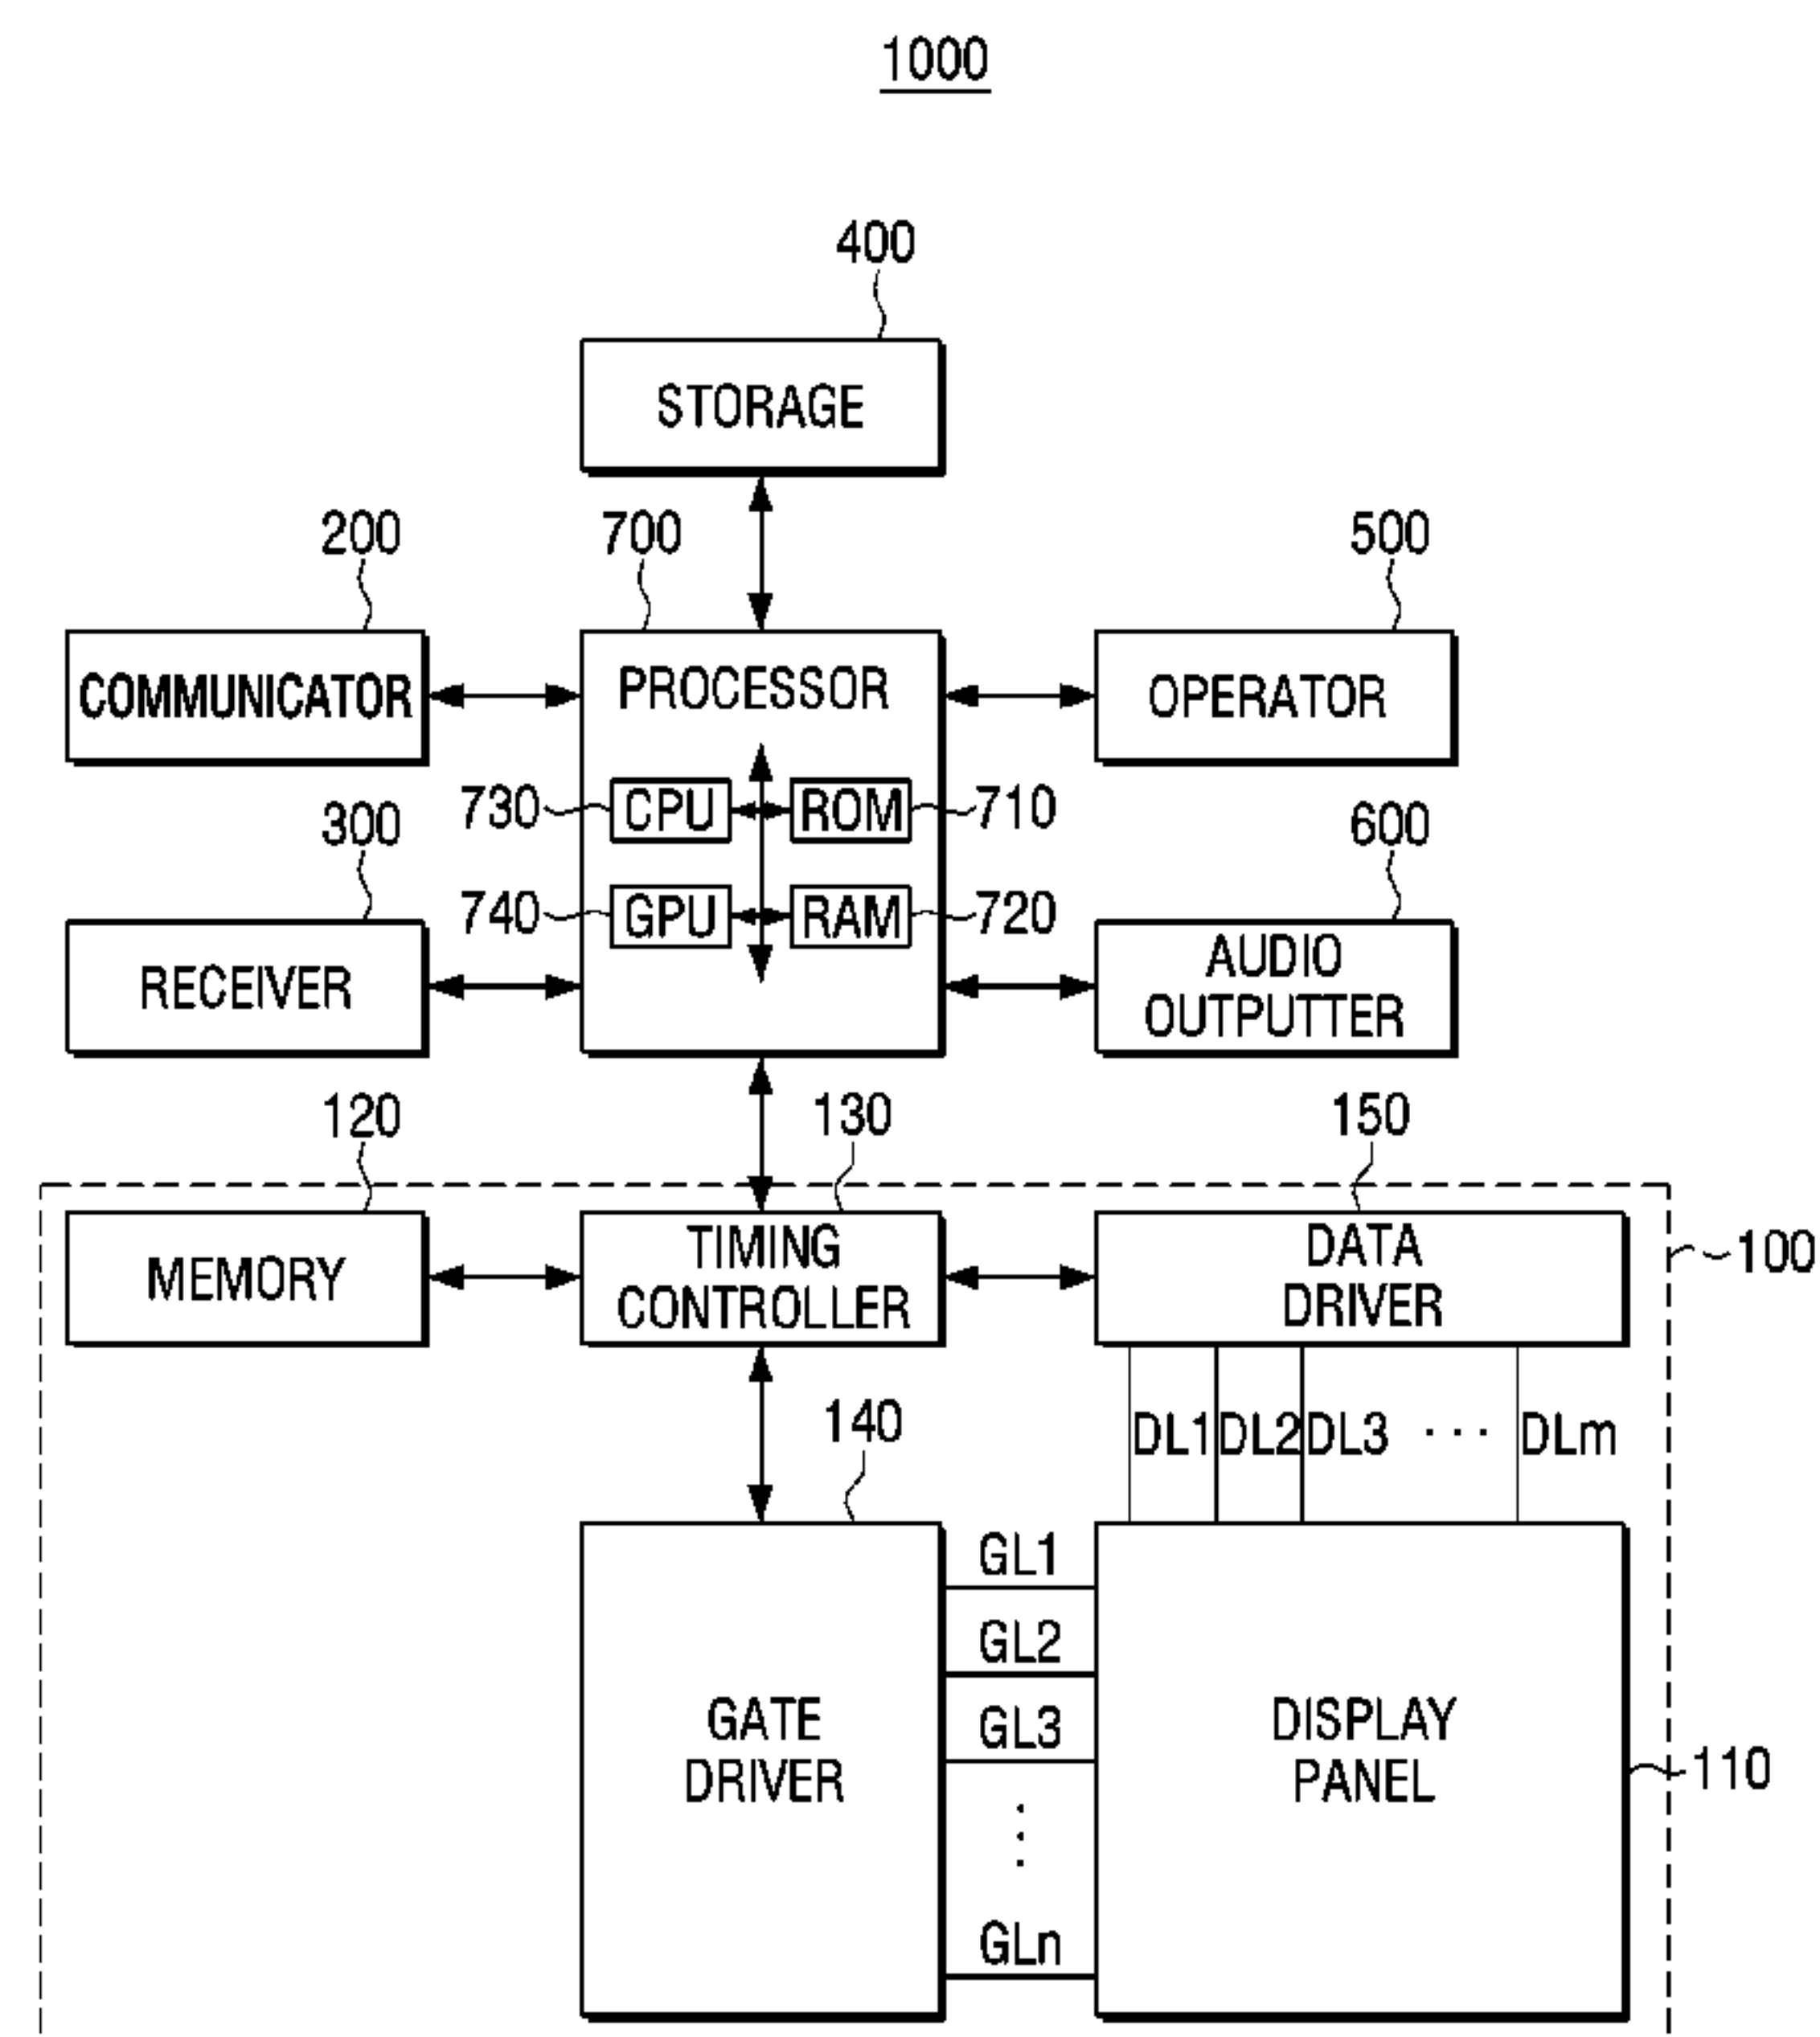 1000
400
STORAGE
200
700
500
COMMUNICATOR
PROCESSOR
OPERATOR
730
CPU
ROM
710
300
600
740
GPU
RAM
720
RECEIVER
AUDIO
OUTPUTTER
120
130
150
MEMORY
TIMING
CONTROLLER
DATA
DRIVER
100
140
DL1
DL2
DL3
...
DLm
GL1
GL2
GL3
GATE
DRIVER
DISPLAY
PANEL
110
...
GLn